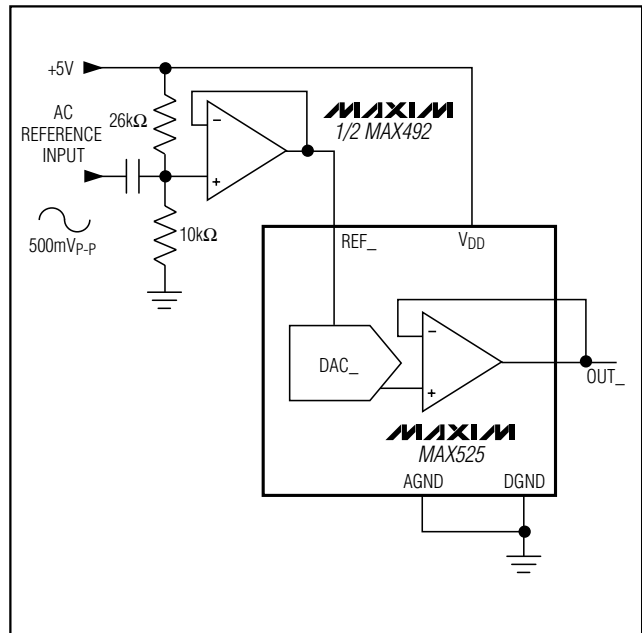 +5V
AC
REFERENCE
INPUT
26kΩ
MAXIM
1/2 MAX492
−
+
500mVP-P
10kΩ
REF_
VDD
DAC_
−
+
OUT_
MAXIM
MAX525
AGND
DGND